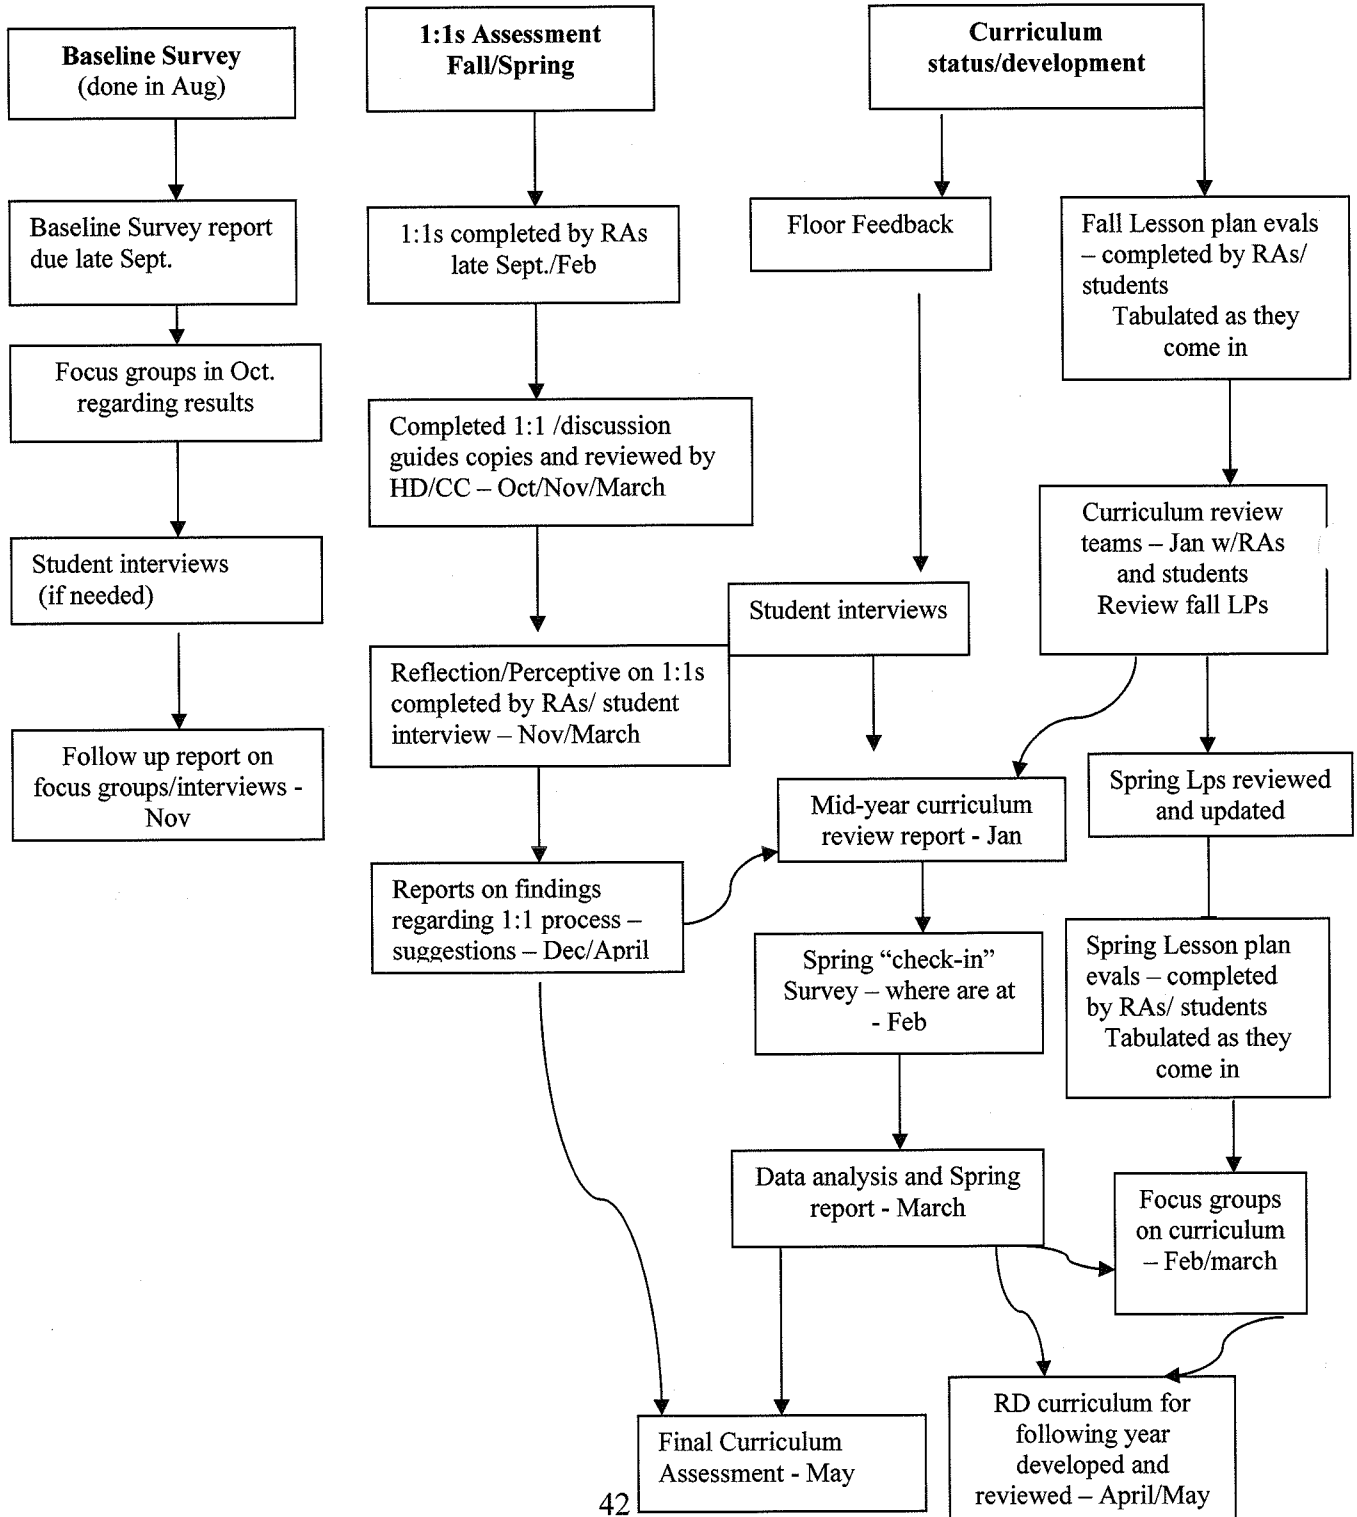 Baseline Survey
(done in Aug)
Baseline Survey report
due late Sept.
Focus groups in Oct.
regarding results
Student interviews
(if needed)
Follow up report on
focus groups/interviews -
Nov
1:1s Assessment
Fall/Spring
1:1s completed by RAs
late Sept./Feb
Completed 1:1 /discussion
guides copies and reviewed by
HD/CC – Oct/Nov/March
Reflection/Perceptive on 1:1s
completed by RAs/ student
interview – Nov/March
Reports on findings
regarding 1:1 process –
suggestions – Dec/April
Curriculum
status/development
Floor Feedback
Student interviews
Mid-year curriculum
review report - Jan
Spring “check-in”
Survey – where are at
- Feb
Data analysis and Spring
report - March
Final Curriculum
Assessment - May
Fall Lesson plan evals
– completed by RAs/
students
Tabulated as they
come in
Curriculum review
teams – Jan w/RAs
and students
Review fall LPs
Spring Lps reviewed
and updated
Spring Lesson plan
evals – completed
by RAs/ students
Tabulated as they
come in
Focus groups
on curriculum
– Feb/march
RD curriculum for
following year
developed and
reviewed – April/May
42